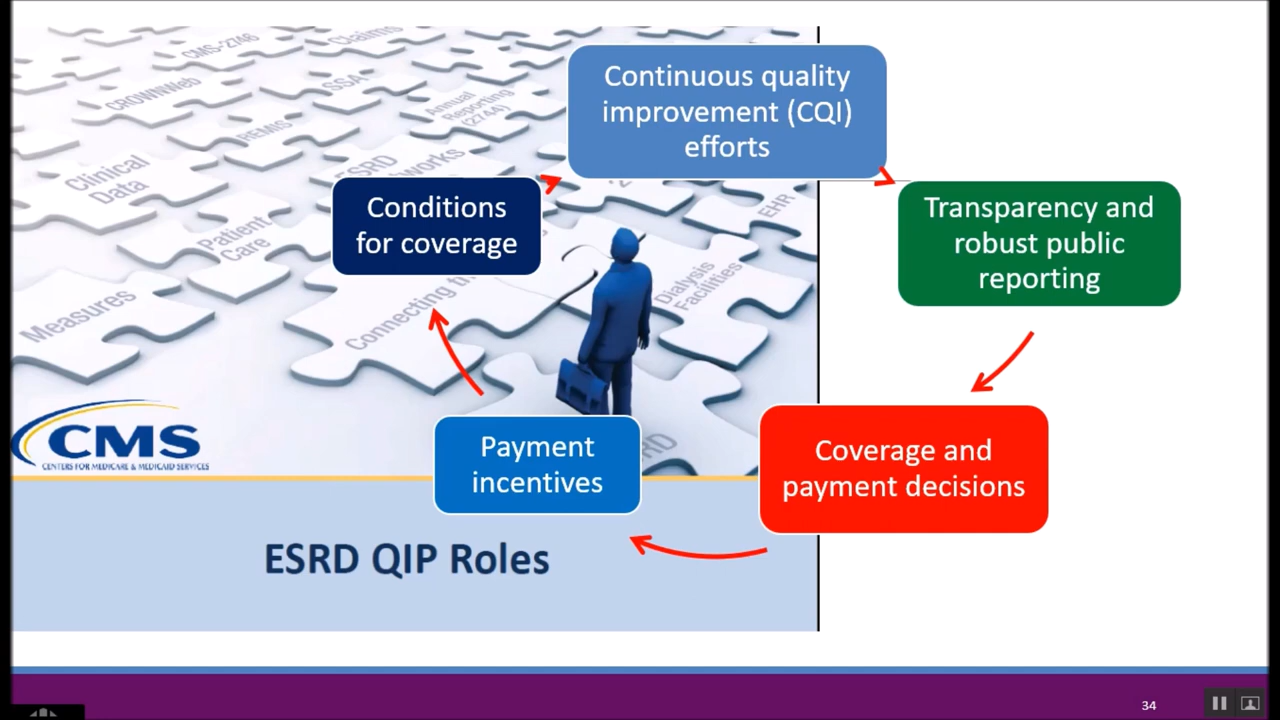 CMS-2746
Claims
CROWNWeb
SSA
Annual
Reporting
(2744)
REMIS
Clinical
Data
ESRD
Networks
Patient
Care
EHR
Dialysis
Facilities
Measures
Connecting
Continuous quality
improvement (CQI)
efforts
Conditions
for coverage
Transparency and
robust public
reporting
Payment
incentives
Coverage and
payment decisions
CMS
CENTERS FOR MEDICARE & MEDICAID SERVICES
ESRD QIP Roles
34